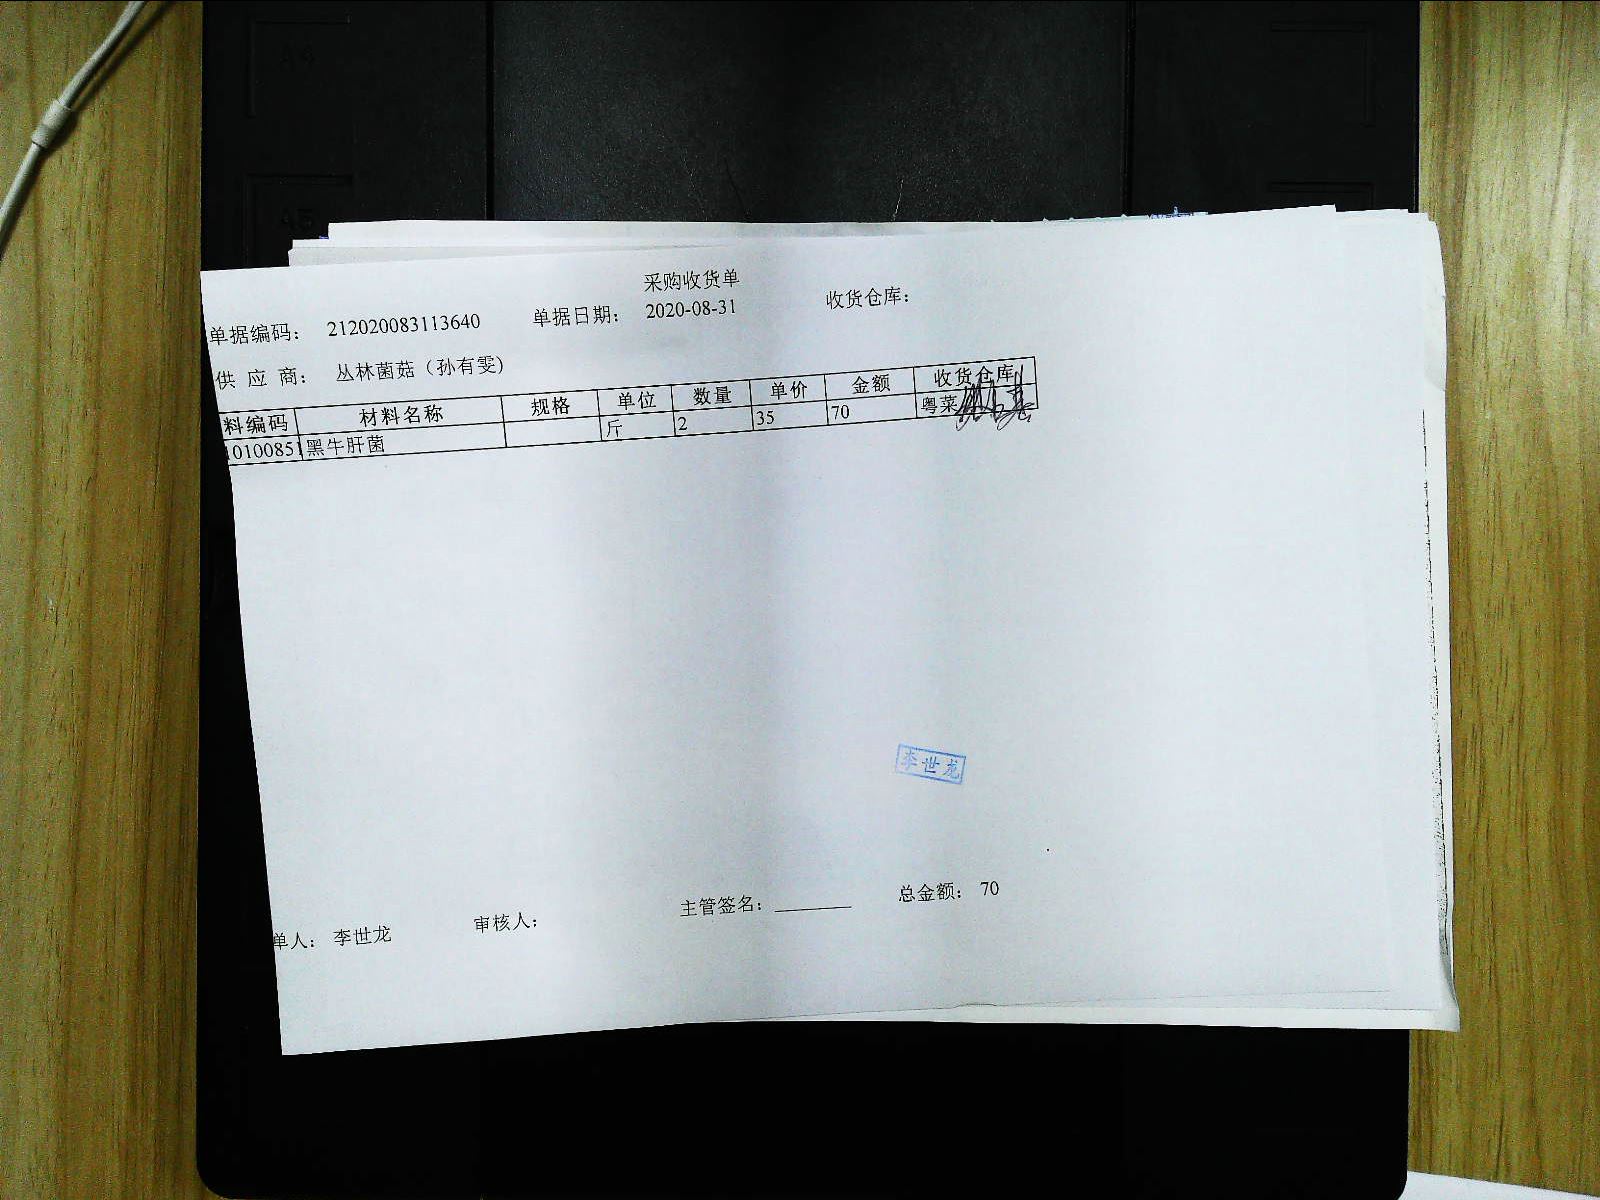 采购收货单
单据编码： 212020083113640 单据日期： 2020-08-31 收货仓库：
供应商： 丛林菌菇（孙有雯）
料编码 材料名称 规格 单位 数量 单价 金额 收货仓库
0100851 黑牛肝菌 斤 2 35 70 粤菜
李世龙
单人： 李世龙 审核人： 主管签名：________ 总金额： 70